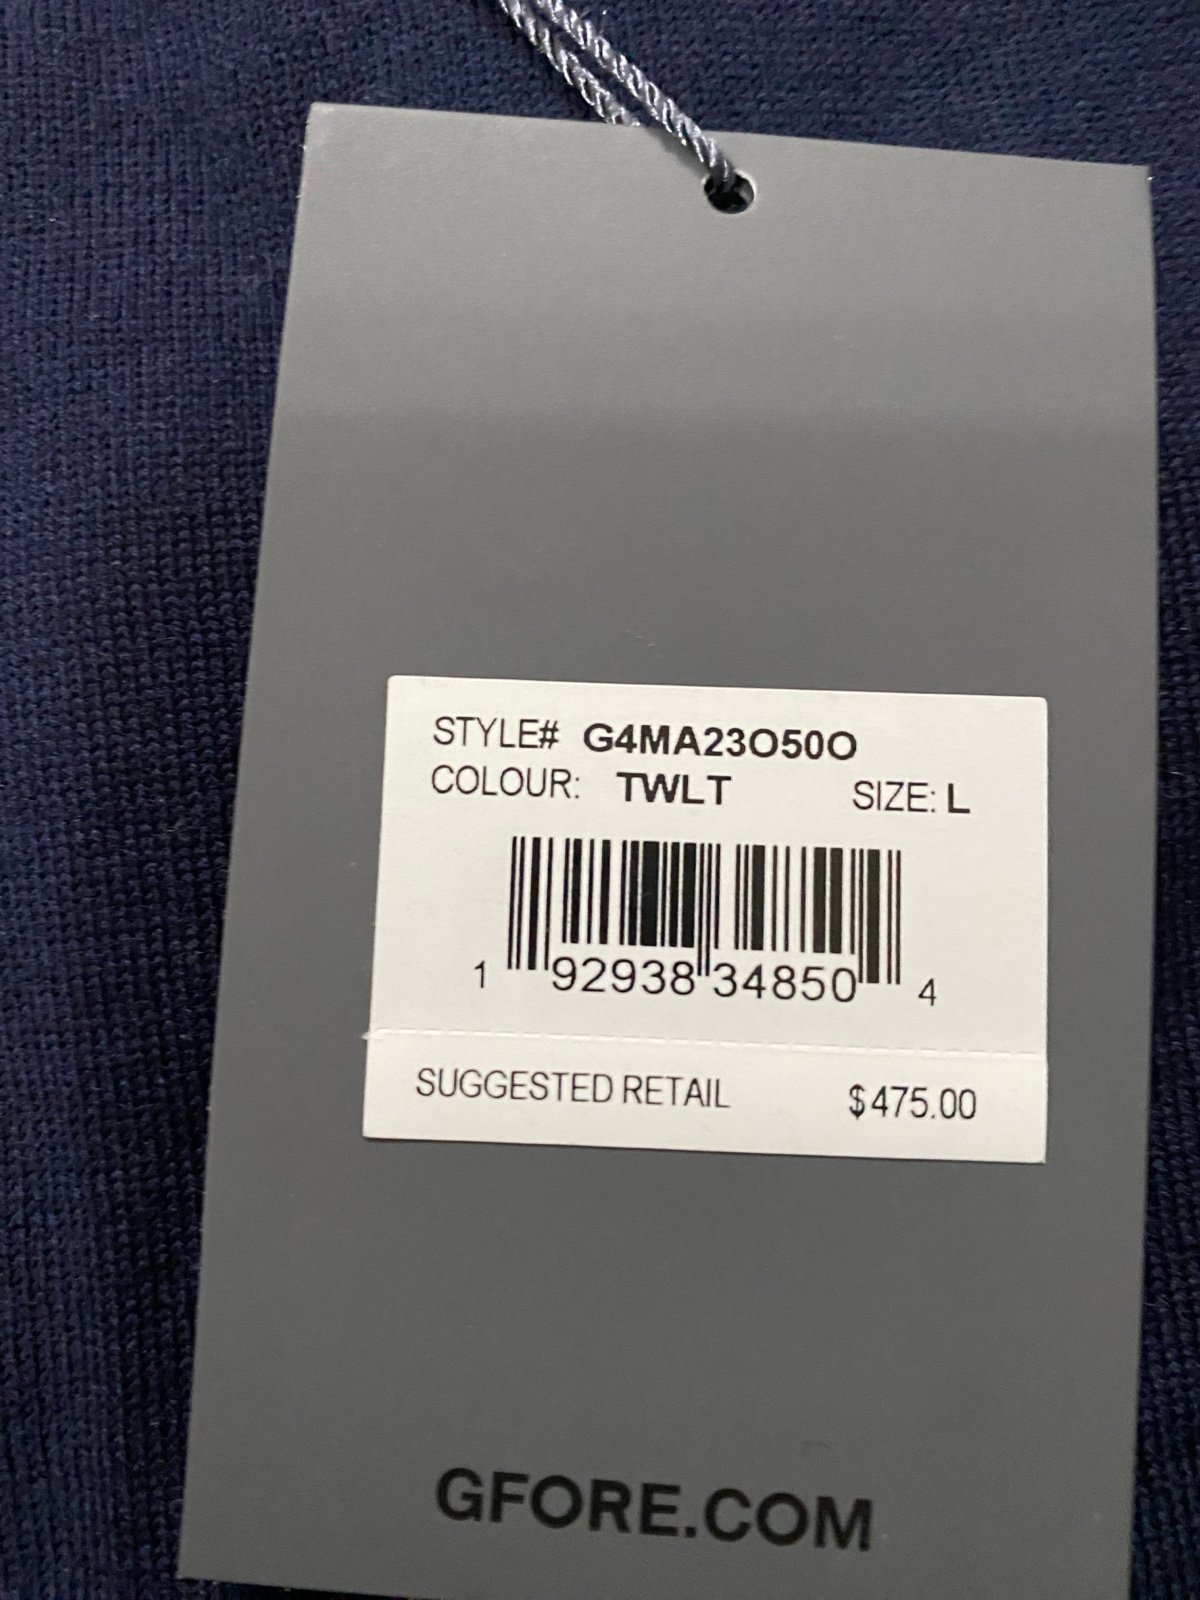 STYLE# G4MA23O50O
COLOUR: TWLT SIZE: L
1 92938 34850 4
SUGGESTED RETAIL $475.00
GFORE.COM